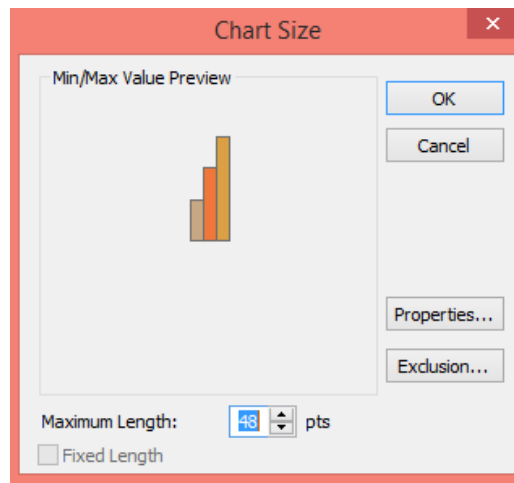 Chart Size
Min/Max Value Preview
OK
Cancel
Properties...
Exclusion...
Maximum Length: 48 pts
Fixed Length